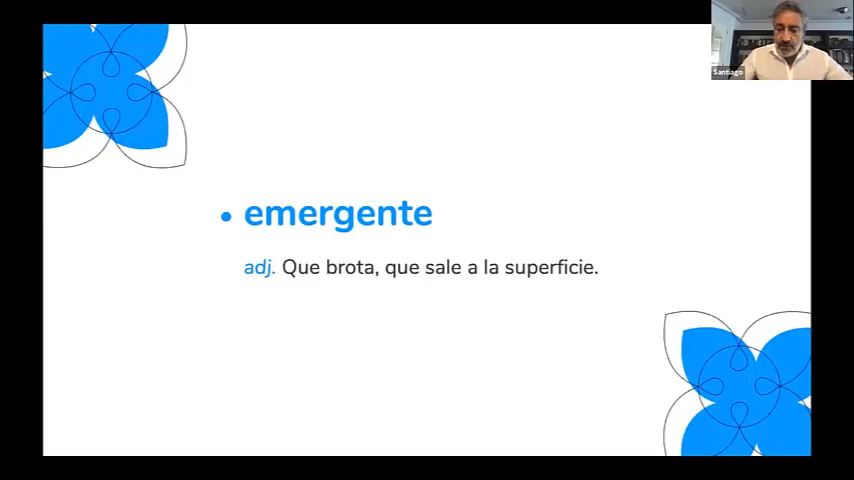 Santiago
• emergente
adj. Que brota, que sale a la superficie.